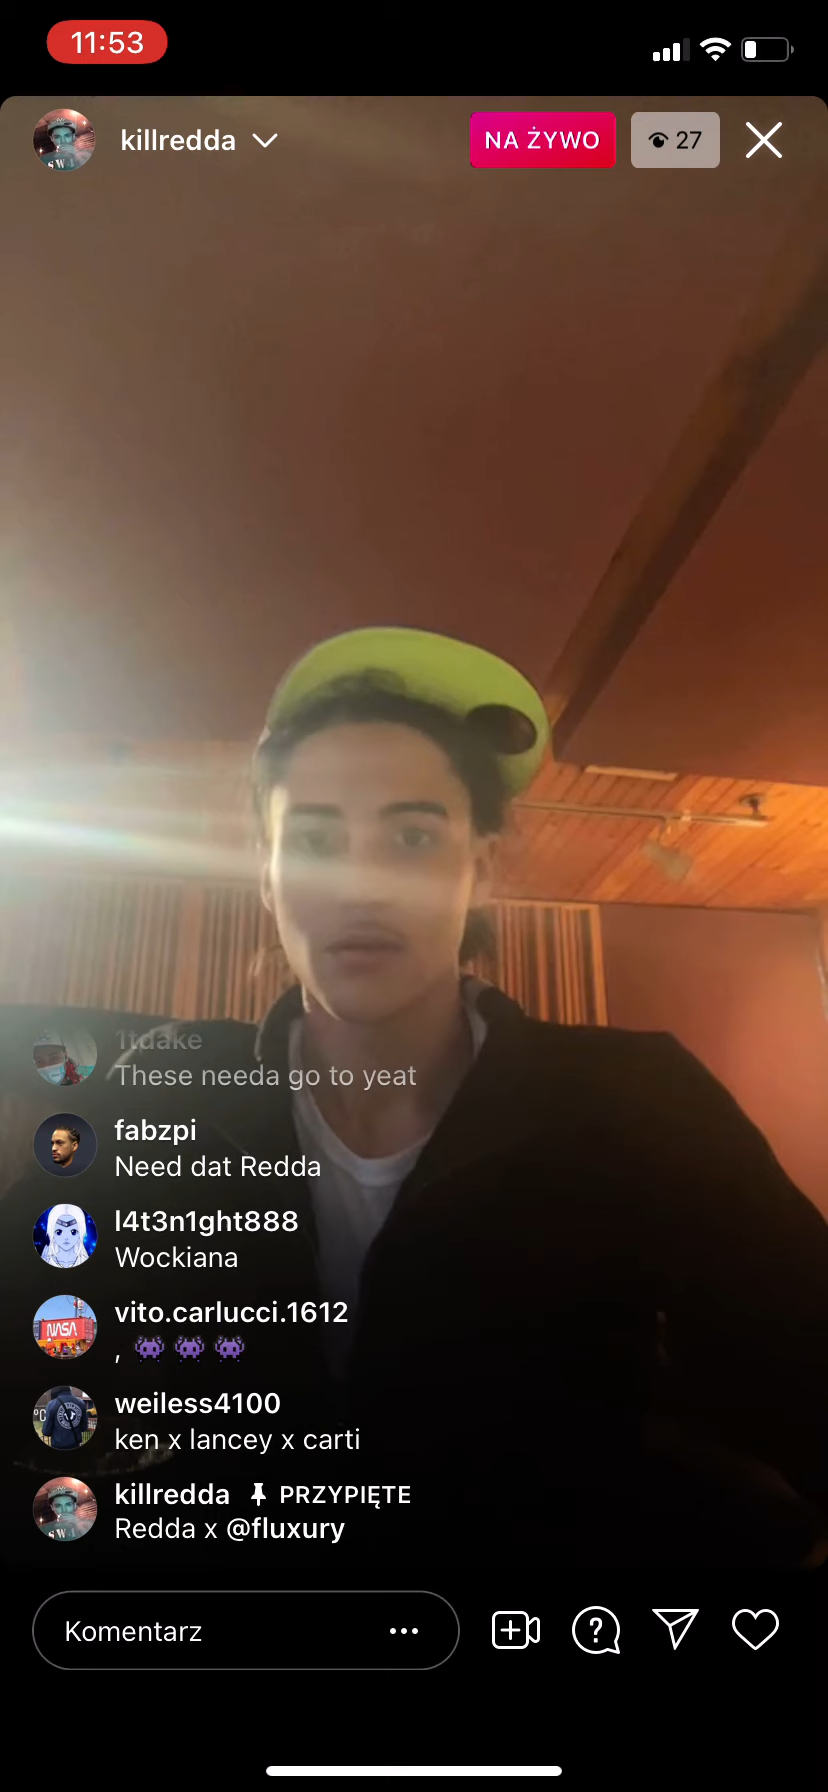 11:53
killredda
NA ŻYWO
27
1tdake
These needa go to yeat
fabzpi
Need dat Redda
l4t3n1ght888
Wockiana
NASA
vito.carlucci.1612
, 👾 👾 👾
weiless4100
ken x lancey x carti
killredda PRZYPIĘTE
Redda x @fluxury
Komentarz